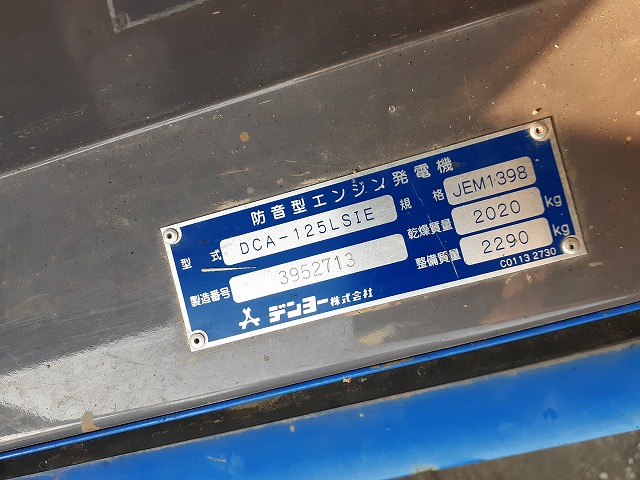 防音型エンジン発電機
型式 DCA-125LSIE 規格 JEM1398
製造番号 3952713 乾燥質量 2020 kg
整備質量 2290 kg
デンヨー株式会社
C0113 2730